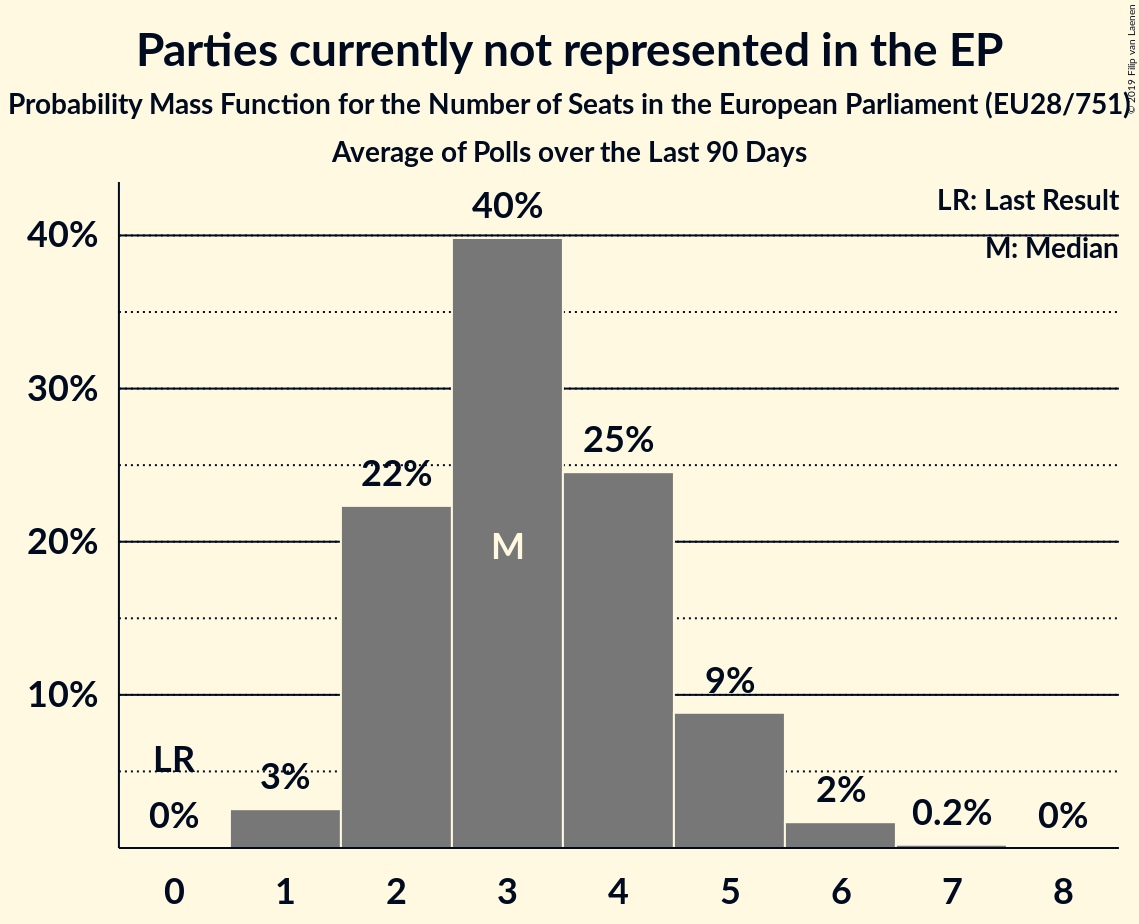 Parties currently not represented in the EP
Probability Mass Function for the Number of Seats in the European Parliament (EU28/751)
Average of Polls over the Last 90 Days
© 2019 Filip van Laenen
LR: Last Result
M: Median
40%
30%
20%
10%
LR
0%
3%
22%
40%
M
25%
9%
2%
0.2%
0%
0 1 2 3 4 5 6 7 8